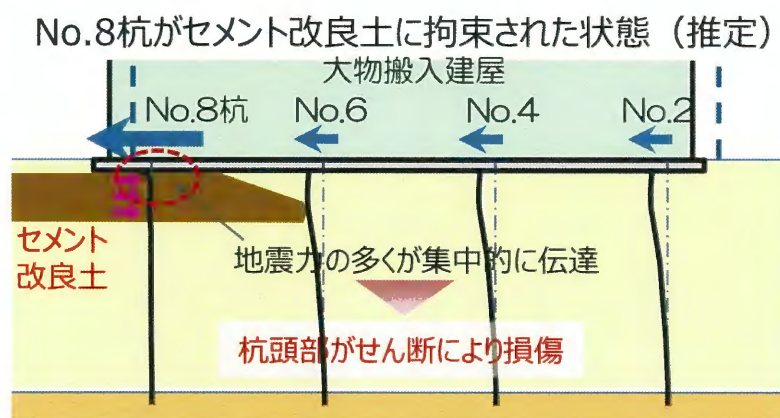 No.8杭がセメント改良土に拘束された状態（推定）
大物搬入建屋
No.8杭 No.6 No.4 No.2
セメント
改良土
地震力の多くが集中的に伝達
杭頭部がせん断により損傷